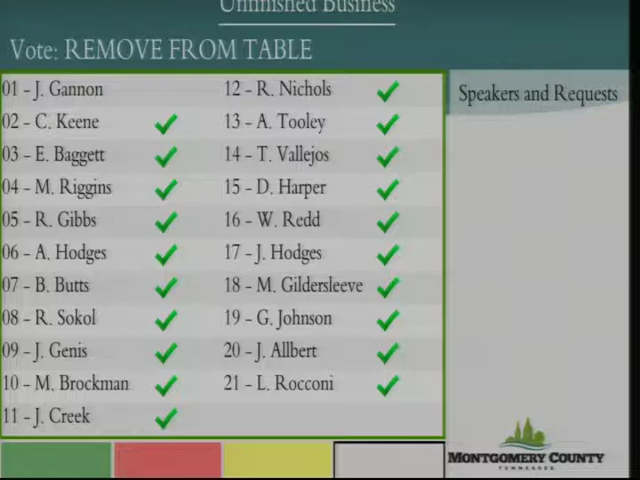 Unfinished Business
Vote: REMOVE FROM TABLE
01 - J. Gannon
02 - C. Keene
03 - E. Baggett
04 - M. Riggins
05 - R. Gibbs
06 - A. Hodges
07 - B. Butts
08 - R. Sokol
09 - J. Genis
10 - M. Brockman
11 - J. Creek
12 - R. Nichols
13 - A. Tooley
14 - T. Vallejos
15 - D. Harper
16 - W. Redd
17 - J. Hodges
18 - M. Gildersleeve
19 - G. Johnson
20 - J. Allbert
21 - L. Rocconi
Speakers and Requests
MONTGOMERY COUNTY
TENNESSEE